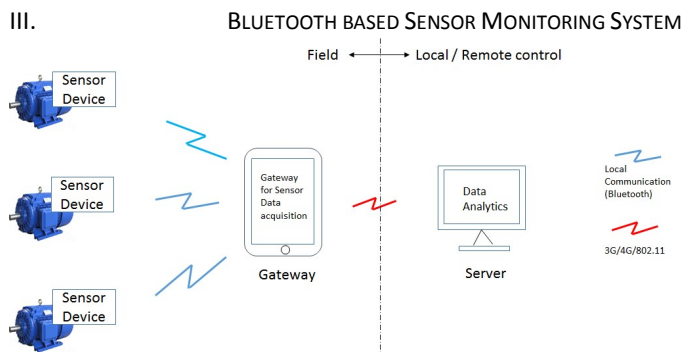 III. BLUETOOTH BASED SENSOR MONITORING SYSTEM
Field
Local / Remote control
Sensor
Device
Sensor
Device
Sensor
Device
Gateway
for Sensor
Data
acquisition
Gateway
Data
Analytics
Server
Local
Communication
(Bluetooth)
3G/4G/802.11